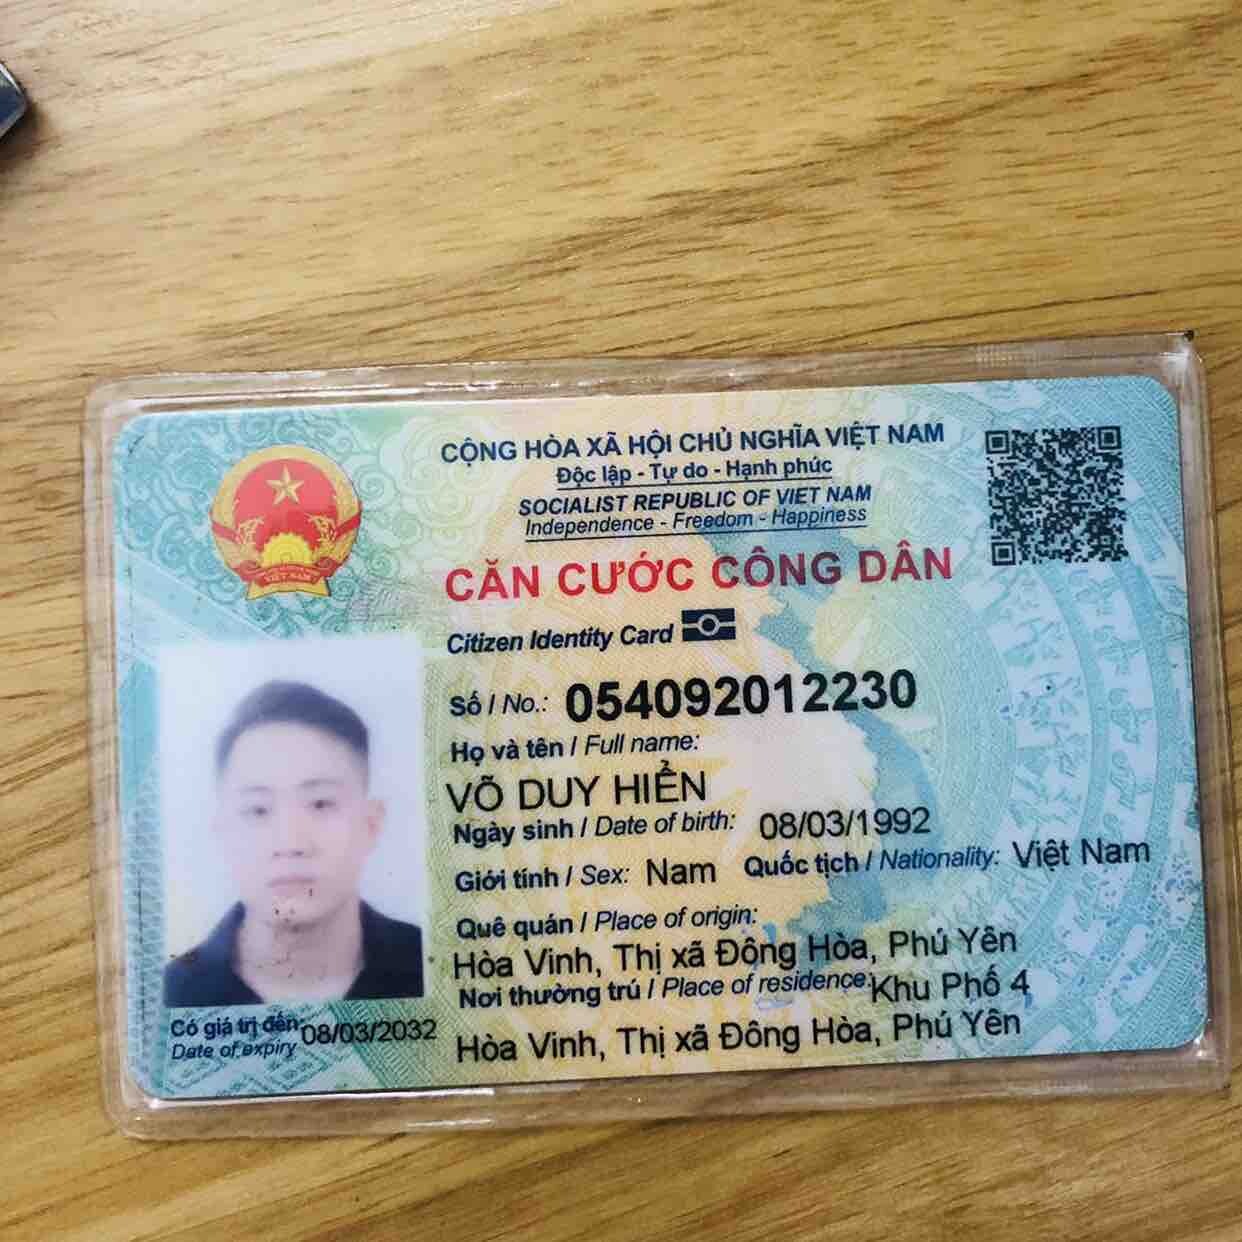 CỘNG HÒA XÃ HỘI CHỦ NGHĨA VIỆT NAM
Độc lập - Tự do - Hạnh phúc
SOCIALIST REPUBLIC OF VIET NAM
Independence - Freedom - Happiness
CĂN CƯỚC CÔNG DÂN
Citizen Identity Card
Số / No.: 054092012230
Họ và tên / Full name:
VÕ DUY HIỂN
Ngày sinh / Date of birth: 08/03/1992
Giới tính / Sex: Nam Quốc tịch / Nationality: Việt Nam
Quê quán / Place of origin:
Hòa Vinh, Thị xã Đông Hòa, Phú Yên
Nơi thường trú / Place of residence: Khu Phố 4
Hòa Vinh, Thị xã Đông Hòa, Phú Yên
Có giá trị đến: 08/03/2032
Date of expiry
VIỆT NAM